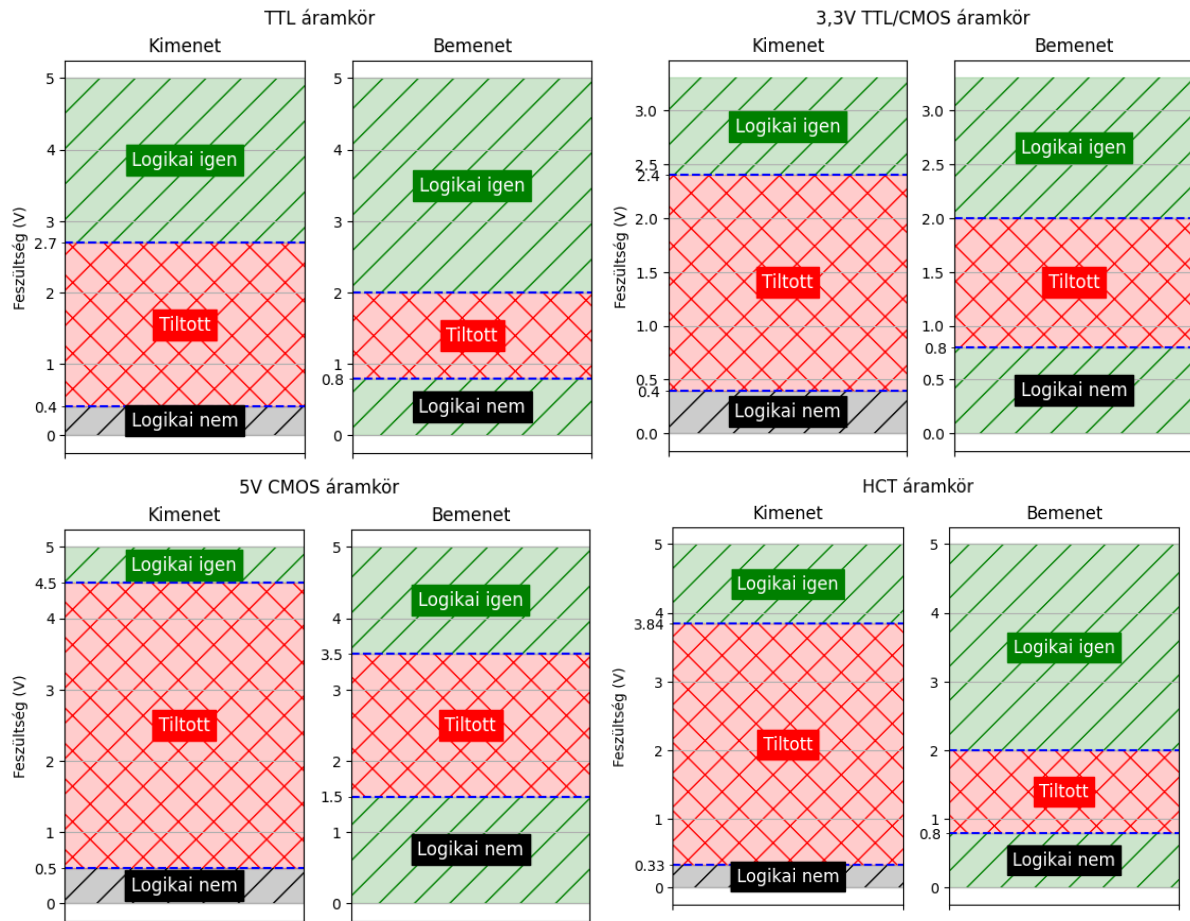 TTL áramkör
Kimenet
Bemenet
Feszültség (V)
5
4
3
2.7
2
1
0.4
0
Logikai igen
Tiltott
Logikai nem
5
4
3
2
1
0.8
0
Logikai igen
Tiltott
Logikai nem
3,3V TTL/CMOS áramkör
Kimenet
Bemenet
3.0
2.5
2.4
2.0
1.5
1.0
0.5
0.4
0.0
Logikai igen
Tiltott
Logikai nem
3.0
2.5
2.0
1.5
1.0
0.8
0.5
0.0
Logikai igen
Tiltott
Logikai nem
5V CMOS áramkör
Kimenet
Bemenet
Feszültség (V)
5
4.5
4
3
2
1
0.5
0
Logikai igen
Tiltott
Logikai nem
5
4
3.5
3
2
1.5
1
0
Logikai igen
Tiltott
Logikai nem
HCT áramkör
Kimenet
Bemenet
Feszültség (V)
5
4
3.84
3
2
1
0.33
0
Logikai igen
Tiltott
Logikai nem
5
4
3
2
1
0.8
0
Logikai igen
Tiltott
Logikai nem